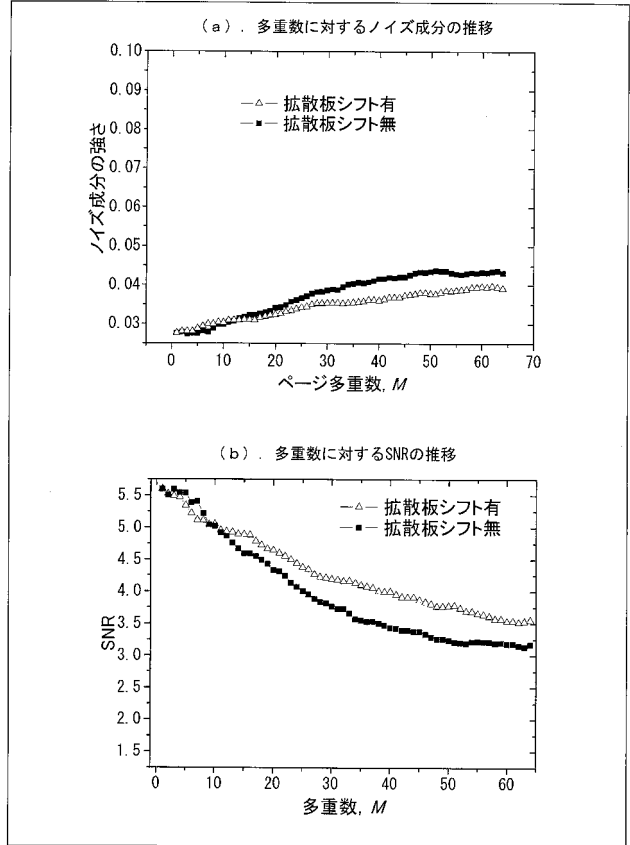 (a). 多重数に対するノイズ成分の推移
0.10
0.09
0.08
0.07
0.06
0.05
0.04
0.03
ノイズ成分の強さ
拡散板シフト有
拡散板シフト無
0 10 20 30 40 50 60 70
ページ多重数, M
(b). 多重数に対するSNRの推移
5.5
5.0
4.5
4.0
3.5
3.0
2.5
2.0
1.5
SNR
拡散板シフト有
拡散板シフト無
0 10 20 30 40 50 60
多重数, M